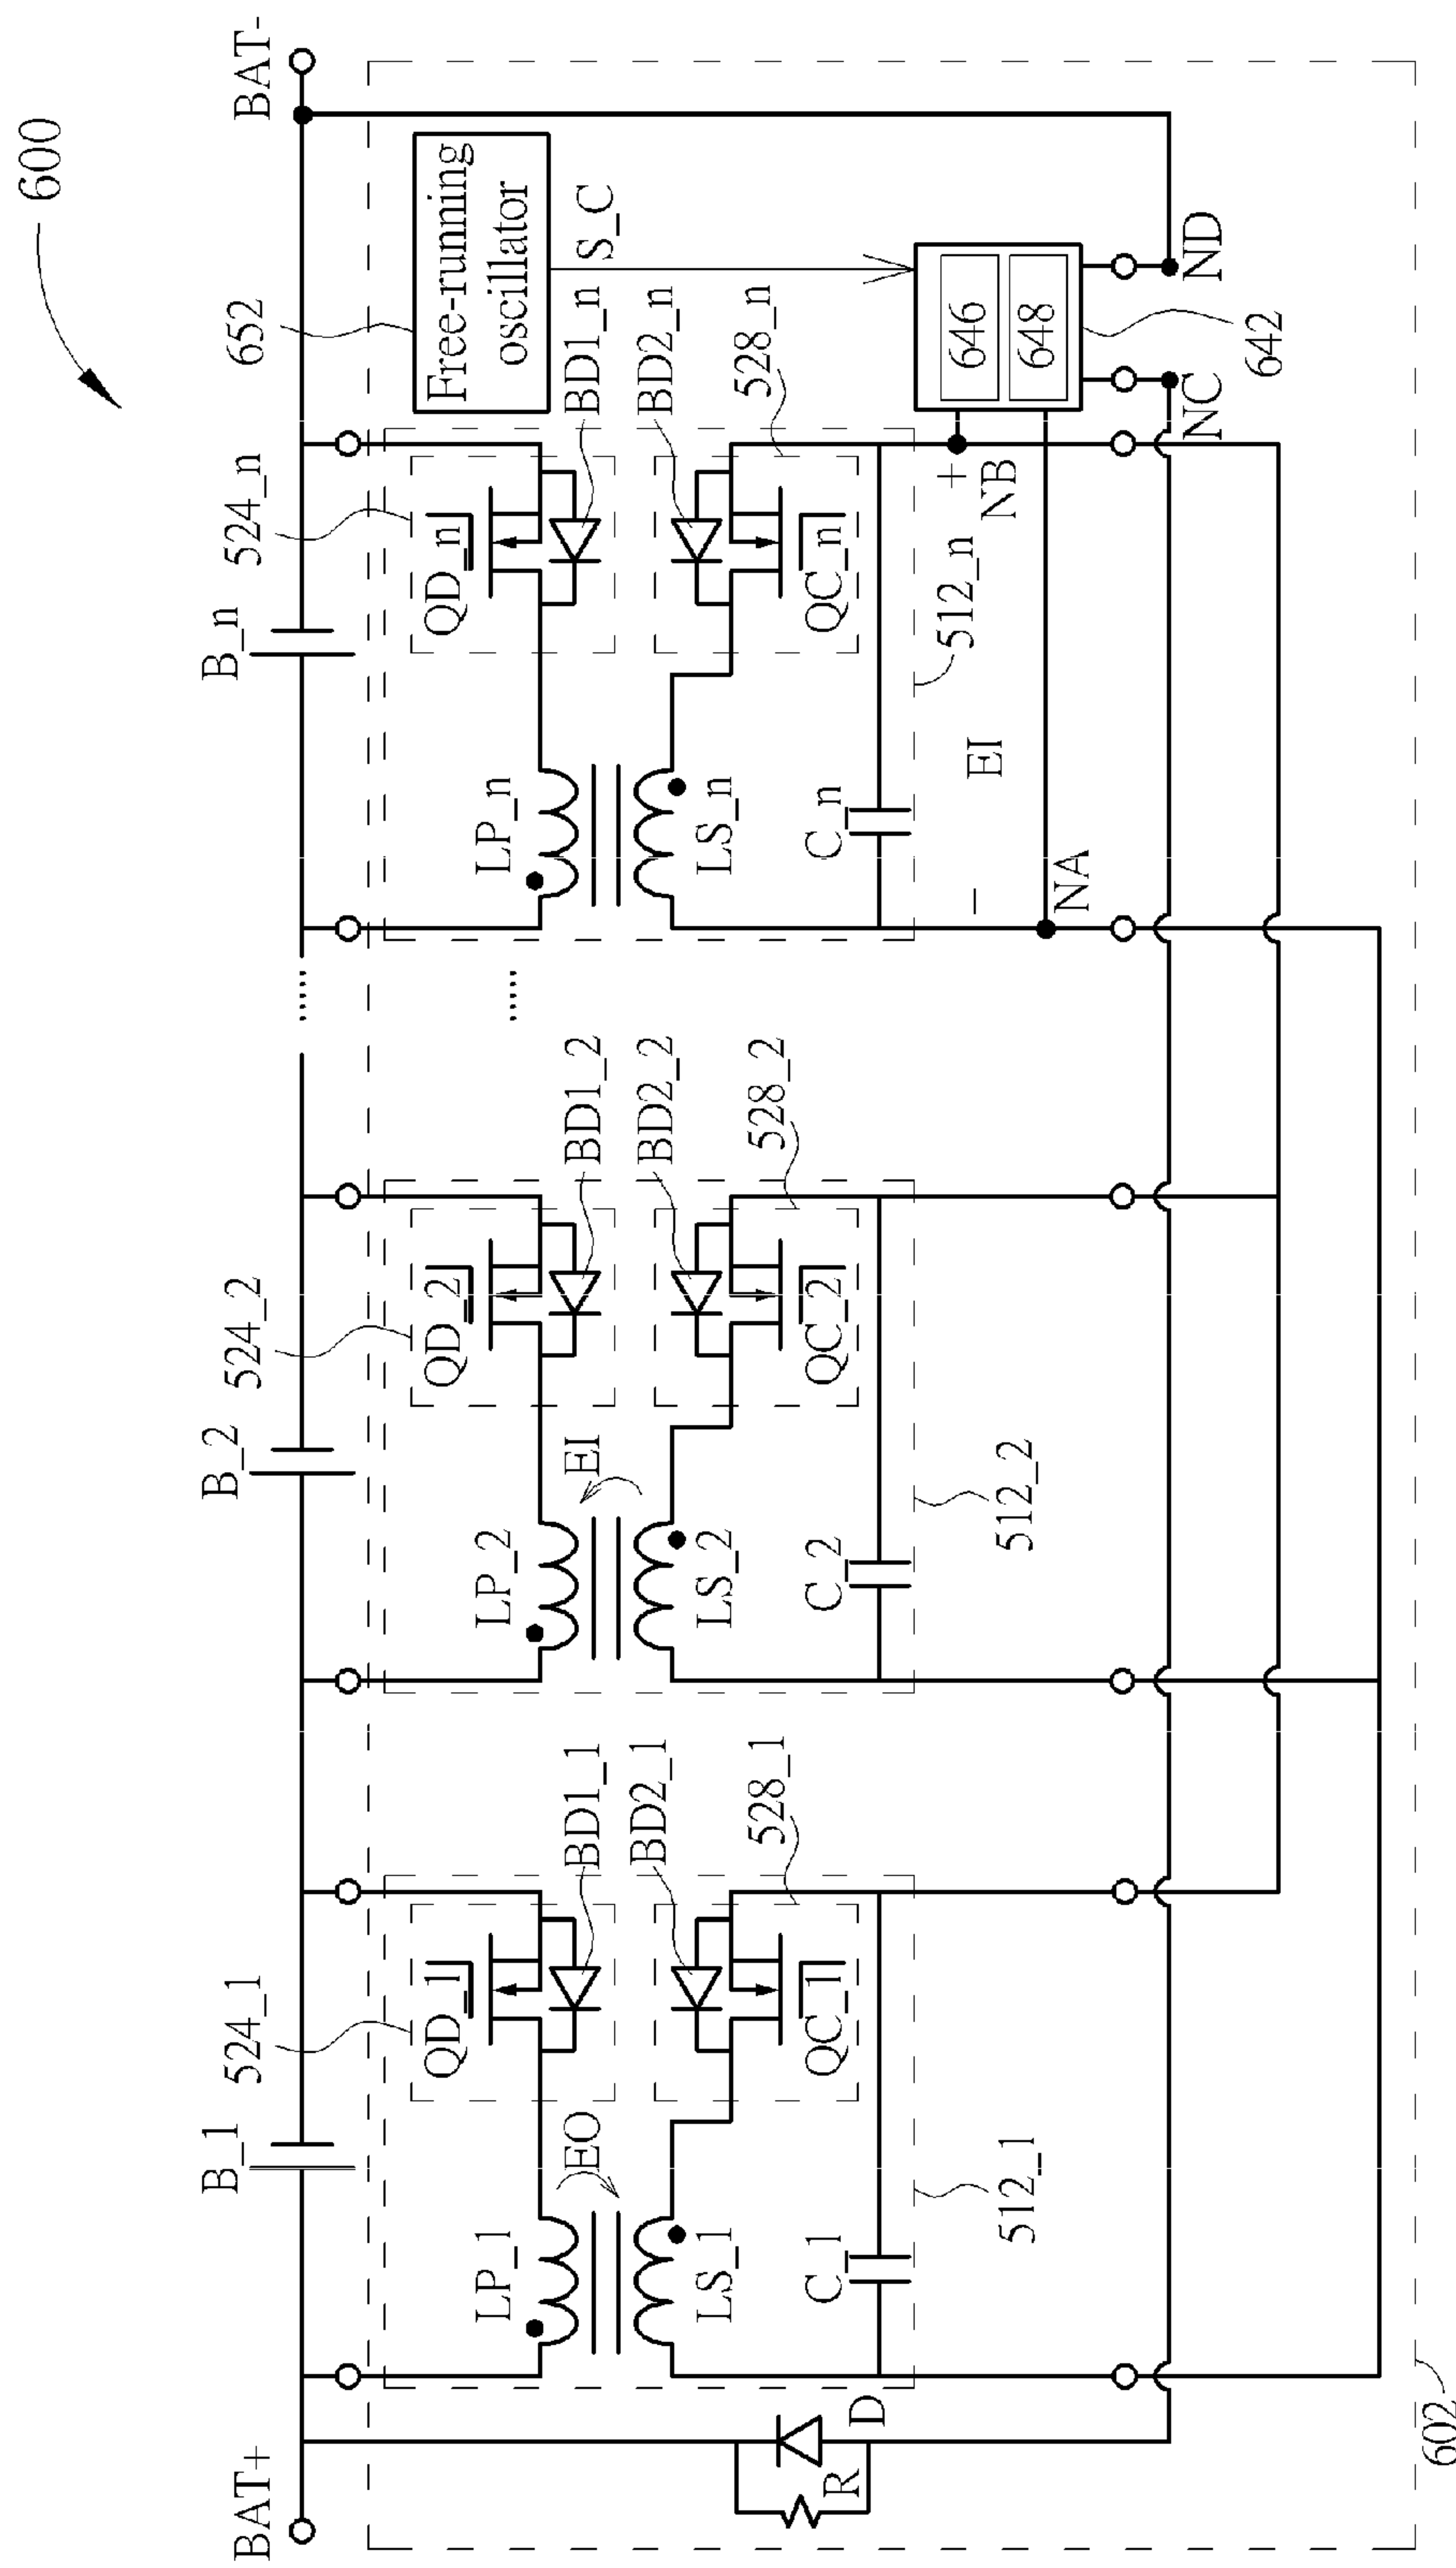 600
BAT+
B_1
524_1
B_2
524_2
B_n
524_n
652
BAT-
QD_1
QD_2
QD_n
Free-running
oscillator
LP_1
EO
BD1_1
LP_2
EI
BD1_2
LP_n
BD1_n
S_C
LS_1
BD2_1
LS_2
BD2_2
LS_n
BD2_n
528_1
528_2
528_n
R
D
C_1
QC_1
C_2
QC_2
C_n
QC_n
512_1
512_2
512_n
-
EI
+
NB
646
648
NA
NC
ND
642
602